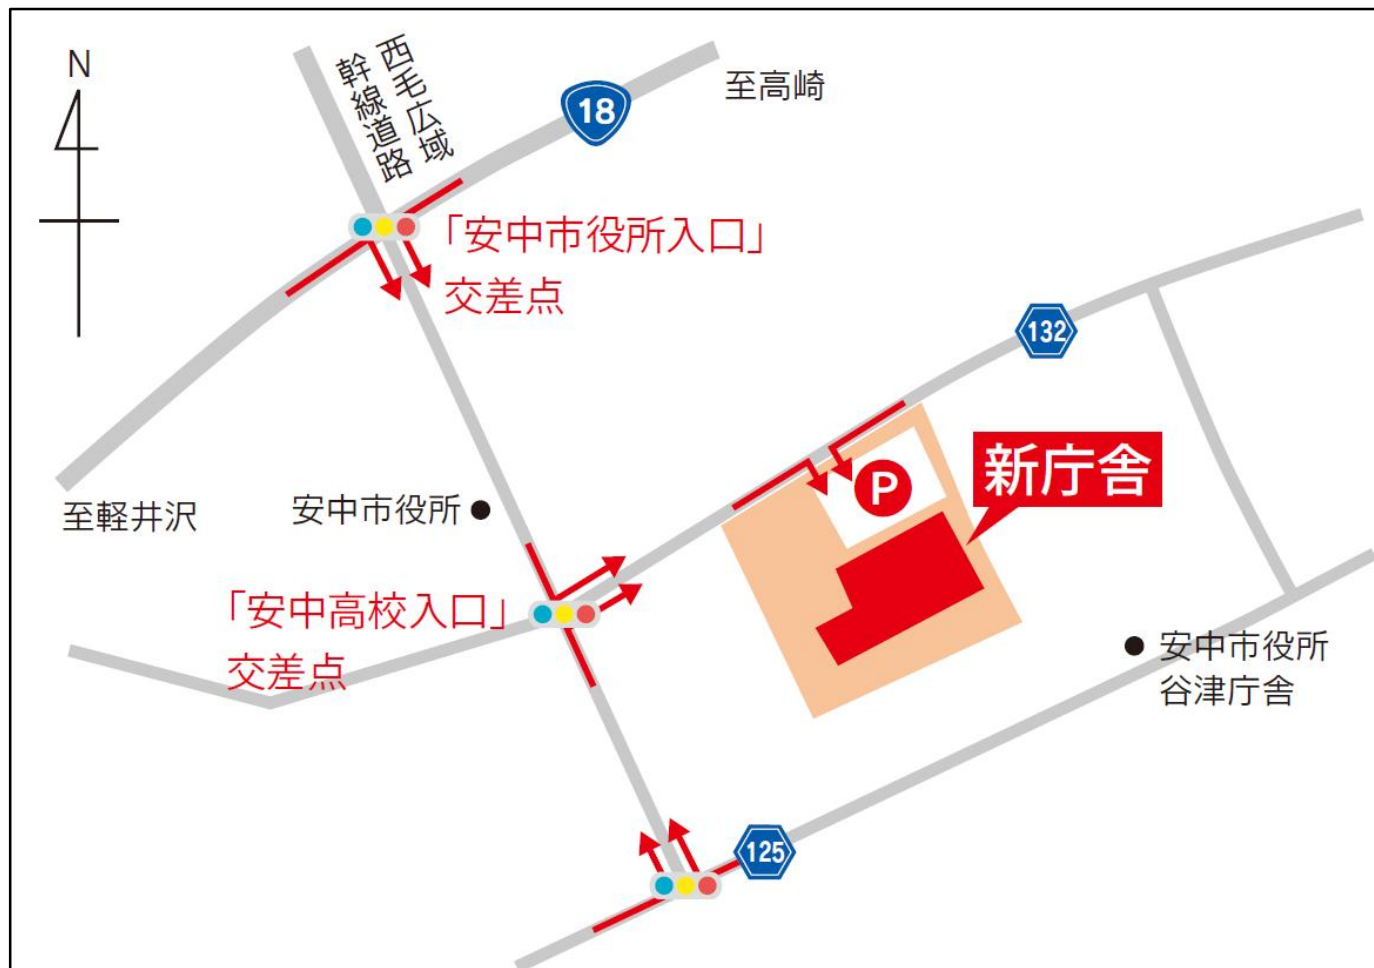 N
西毛広域
幹線道路
18
至高崎
「安中市役所入口」
交差点
132
新庁舎
P
至軽井沢
安中市役所
「安中高校入口」
交差点
安中市役所
谷津庁舎
125